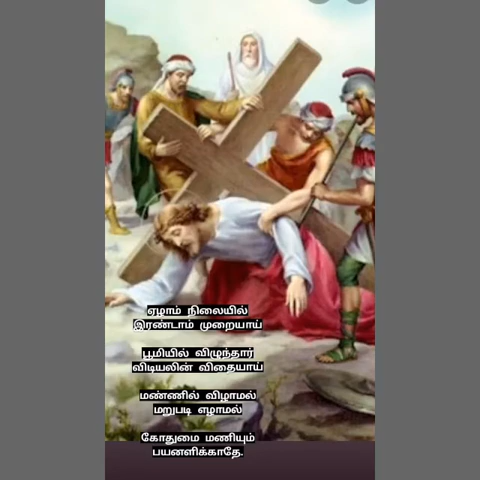 ஏழாம் நிலையில்
இரண்டாம் முறையாய்
பூமியில் விழுந்தார்
விடியலின் விதையாய்
மண்ணில் விழாமல்
மறுபடி எழாமல்
கோதுமை மணியும்
பயனளிக்காதே.